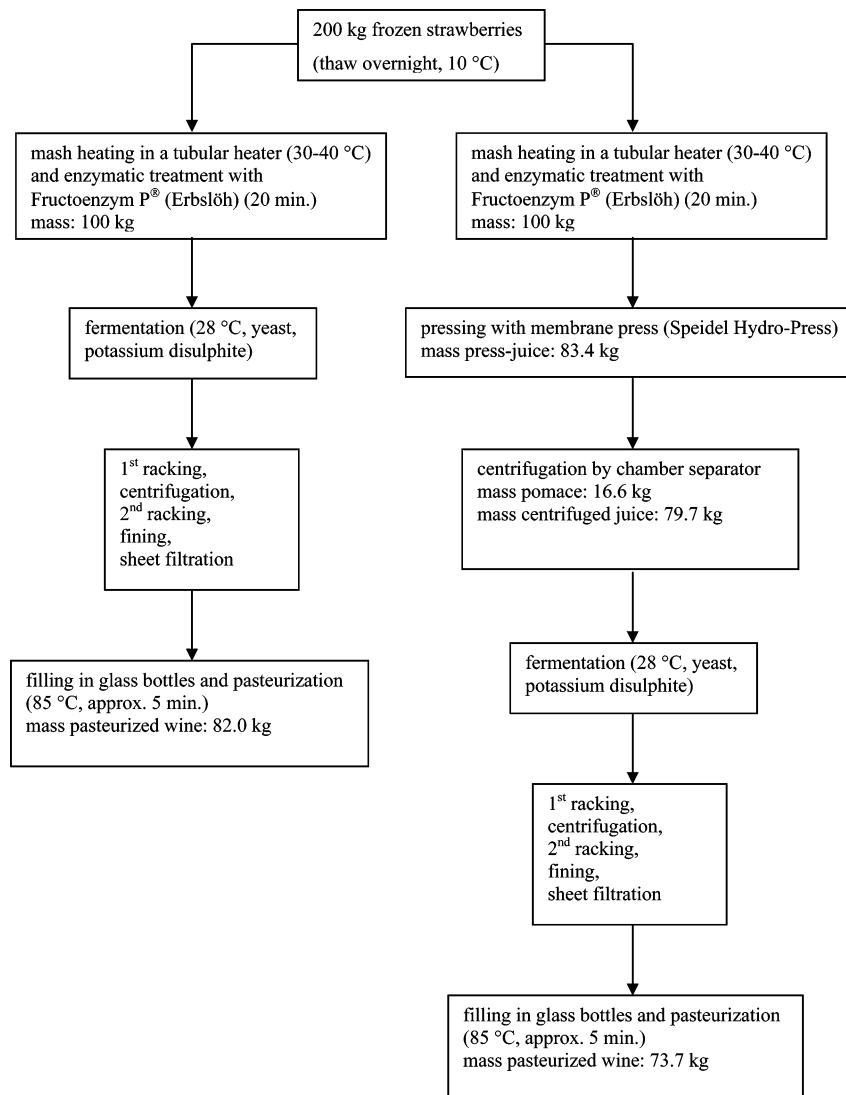 200 kg frozen strawberries
(thaw overnight, 10 °C)
mash heating in a tubular heater (30-40 °C)
and enzymatic treatment with
Fructoenzym P® (Erbslöh) (20 min.)
mass: 100 kg
fermentation (28 °C, yeast,
potassium disulphite)
1st racking,
centrifugation,
2nd racking,
fining,
sheet filtration
filling in glass bottles and pasteurization
(85 °C, approx. 5 min.)
mass pasteurized wine: 82.0 kg
mash heating in a tubular heater (30-40 °C)
and enzymatic treatment with
Fructoenzym P® (Erbslöh) (20 min.)
mass: 100 kg
pressing with membrane press (Speidel Hydro-Press)
mass press-juice: 83.4 kg
centrifugation by chamber separator
mass pomace: 16.6 kg
mass centrifuged juice: 79.7 kg
fermentation (28 °C, yeast,
potassium disulphite)
1st racking,
centrifugation,
2nd racking,
fining,
sheet filtration
filling in glass bottles and pasteurization
(85 °C, approx. 5 min.)
mass pasteurized wine: 73.7 kg